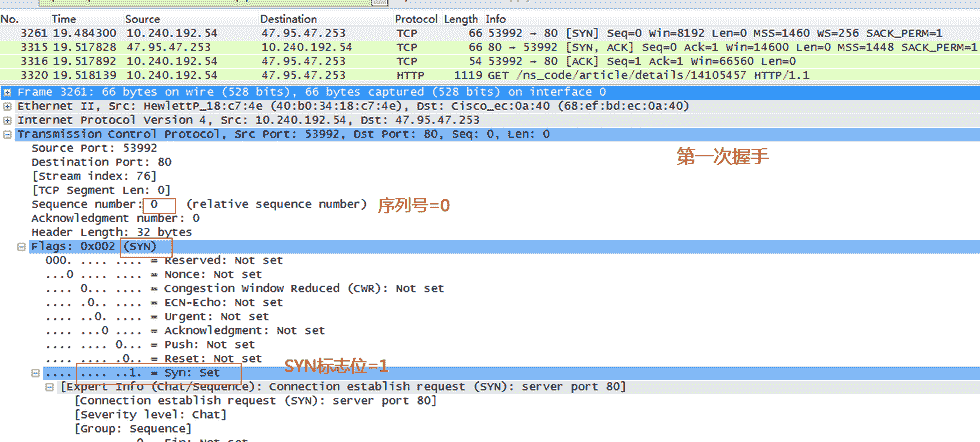 No. Time Source Destination Protocol Length Info
3261 19.484300 10.240.192.54 47.95.47.253 TCP 66 53992 → 80 [SYN] Seq=0 Win=8192 Len=0 MSS=1460 WS=256 SACK_PERM=1
3315 19.517828 47.95.47.253 10.240.192.54 TCP 66 80 → 53992 [SYN, ACK] Seq=0 Ack=1 Win=14600 Len=0 MSS=1448 SACK_PERM=1
3316 19.517892 10.240.192.54 47.95.47.253 TCP 54 53992 → 80 [ACK] Seq=1 Ack=1 Win=66560 Len=0
3320 19.518139 10.240.192.54 47.95.47.253 HTTP 1119 GET /ns_code/article/details/14105457 HTTP/1.1
Frame 3261: 66 bytes on wire (528 bits), 66 bytes captured (528 bits) on interface 0
Ethernet II, Src: HewlettP_18:c7:4e (40:b0:34:18:c7:4e), Dst: Cisco_ec:0a:40 (68:ef:bd:ec:0a:40)
Internet Protocol Version 4, Src: 10.240.192.54, Dst: 47.95.47.253
Transmission Control Protocol, Src Port: 53992, Dst Port: 80, Seq: 0, Len: 0
Source Port: 53992
第一次握手
Destination Port: 80
[Stream index: 76]
[TCP Segment Len: 0]
Sequence number: 0 (relative sequence number) 序列号=0
Acknowledgment number: 0
Header Length: 32 bytes
Flags: 0x002 (SYN)
000. .... .... = Reserved: Not set
...0 .... .... = Nonce: Not set
.... 0... .... = Congestion Window Reduced (CWR): Not set
.... .0.. .... = ECN-Echo: Not set
.... ..0. .... = Urgent: Not set
.... ...0 .... = Acknowledgment: Not set
.... .... 0... = Push: Not set
.... .... .0.. = Reset: Not set
SYN标志位=1
.... .... ..1. = Syn: Set
[Expert Info (Chat/Sequence): Connection establish request (SYN): server port 80]
[Connection establish request (SYN): server port 80]
[Severity level: Chat]
[Group: Sequence]